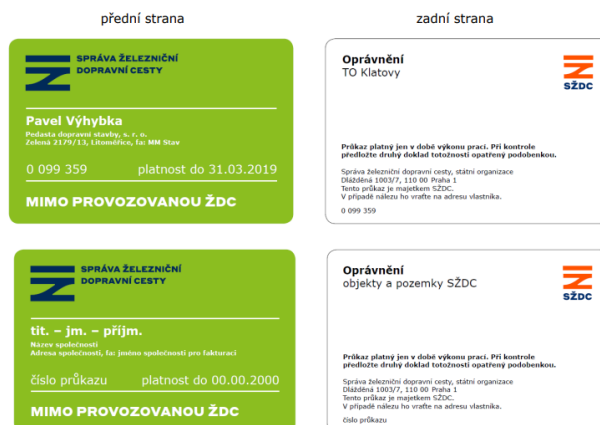 přední strana
zadní strana
SPRÁVA ŽELEZNIČNÍ
DOPRAVNÍ CESTY
Pavel Výhybka
Pedasta dopravní stavby, s. r. o.
Zelená 2179/13, Litoměřice, fa: MM Stav
0 099 359 platnost do 31.03.2019
MIMO PROVOZOVANOU ŽDC
Oprávnění
TO Klatovy
SŽDC
Průkaz platný jen v době výkonu prací. Při kontrole
předložte druhý doklad totožnosti opatřený podobenkou.
Správa železniční dopravní cesty, státní organizace
Dlážděná 1003/7, 110 00 Praha 1
Tento průkaz je majetkem SŽDC.
V případě nálezu ho vraťte na adresu vlastníka.
0 099 359
SPRÁVA ŽELEZNIČNÍ
DOPRAVNÍ CESTY
tit. – jm. – příjm.
Název společnosti
Adresa společnosti, fa: jméno společnosti pro fakturaci
číslo průkazu platnost do 00.00.2000
MIMO PROVOZOVANOU ŽDC
Oprávnění
objekty a pozemky SŽDC
SŽDC
Průkaz platný jen v době výkonu prací. Při kontrole
předložte druhý doklad totožnosti opatřený podobenkou.
Správa železniční dopravní cesty, státní organizace
Dlážděná 1003/7, 110 00 Praha 1
Tento průkaz je majetkem SŽDC.
V případě nálezu ho vraťte na adresu vlastníka.
číslo průkazu